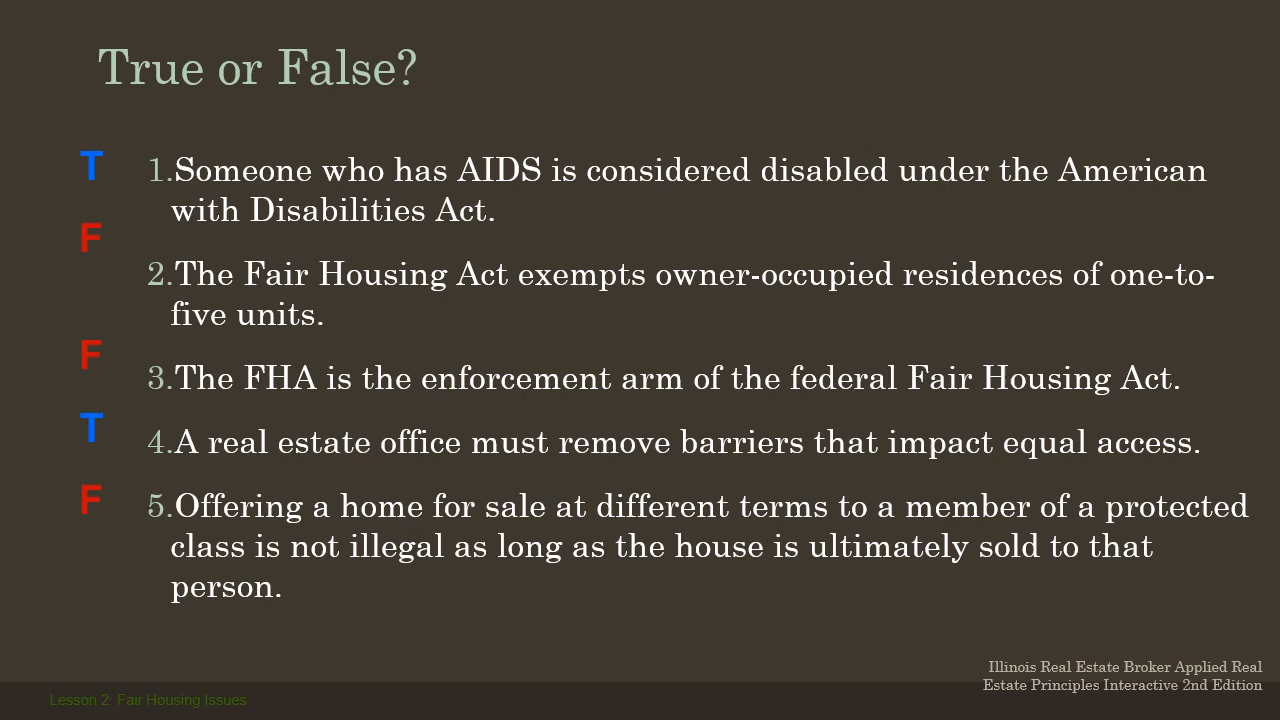 True or False?
T 1.Someone who has AIDS is considered disabled under the American
with Disabilities Act.
F
2.The Fair Housing Act exempts owner-occupied residences of one-to-
five units.
F
3.The FHA is the enforcement arm of the federal Fair Housing Act.
T
4.A real estate office must remove barriers that impact equal access.
F 5.Offering a home for sale at different terms to a member of a protected
class is not illegal as long as the house is ultimately sold to that
person.
Illinois Real Estate Broker Applied Real
Estate Principles Interactive 2nd Edition
Lesson 2: Fair Housing Issues